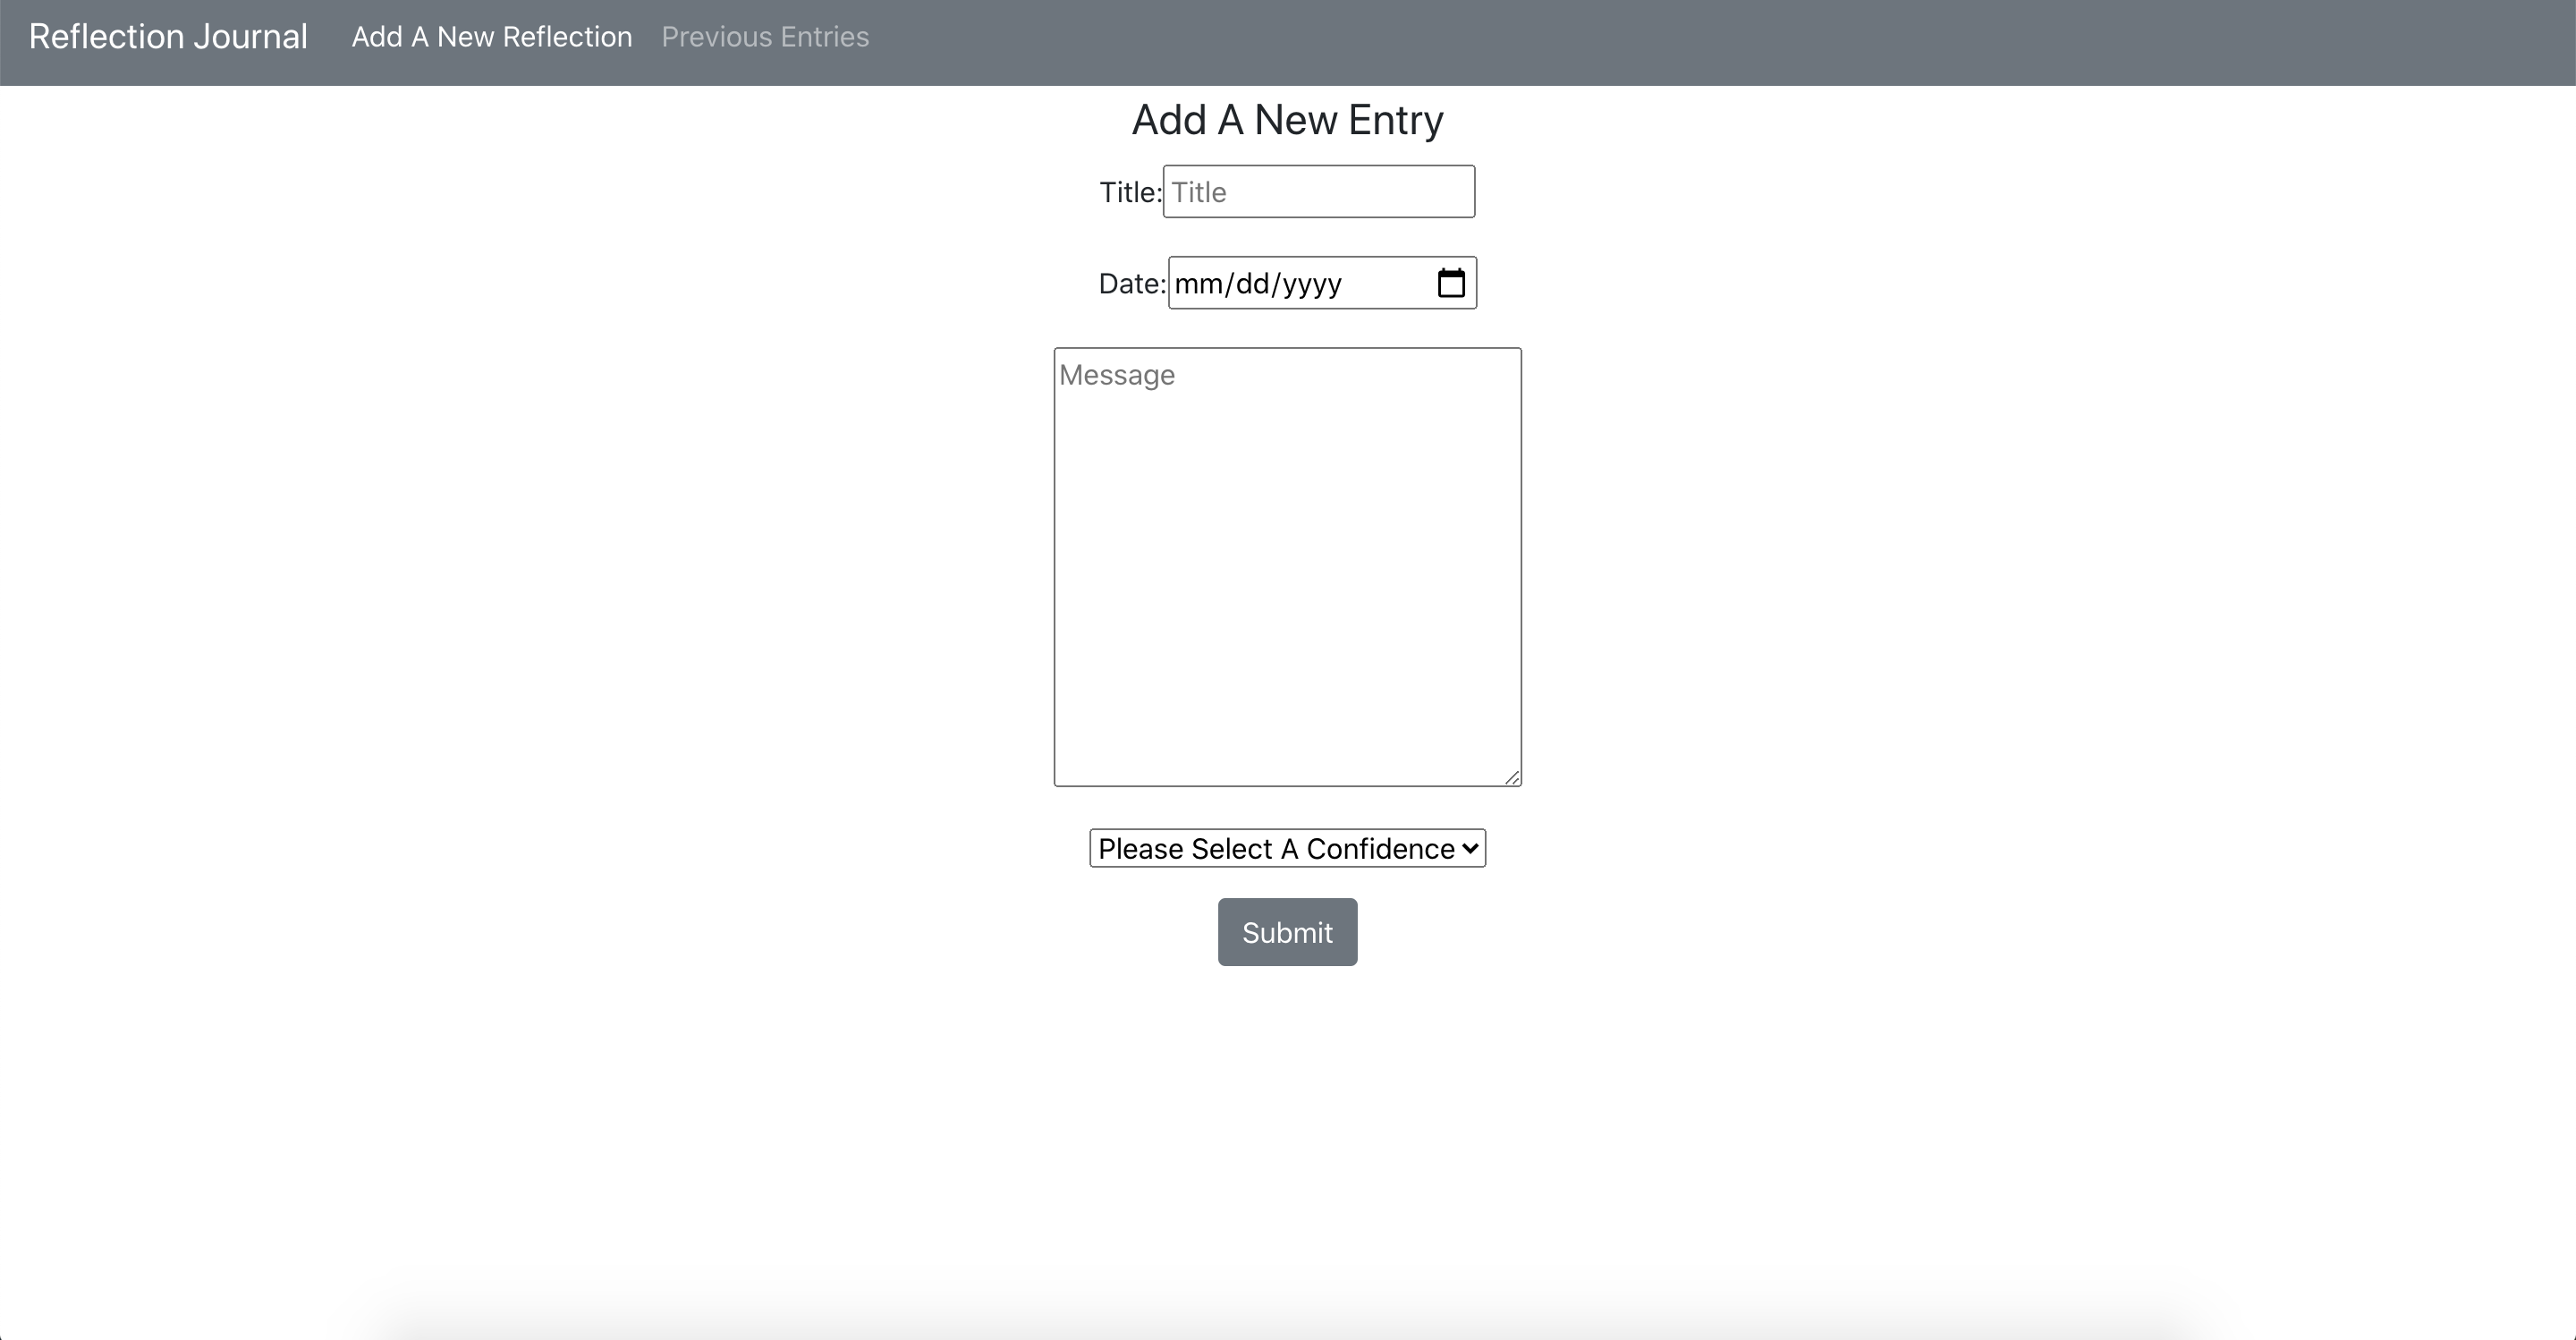 Reflection Journal Add A New Reflection Previous Entries
Add A New Entry
Title: Title
Date: mm/dd/yyyy
Message
Please Select A Confidence
Submit